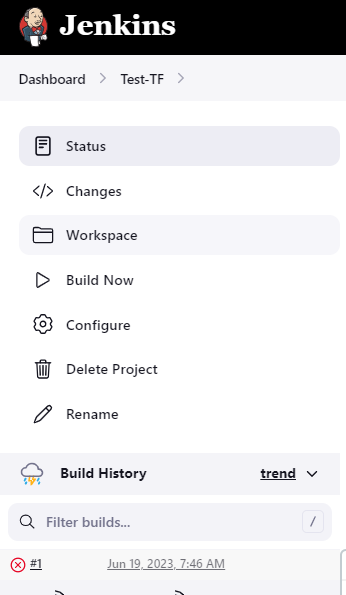 Jenkins
Dashboard
Test-TF
Status
Changes
Workspace
Build Now
Configure
Delete Project
Rename
Build History trend
Filter builds... /
#1 Jun 19, 2023, 7:46 AM